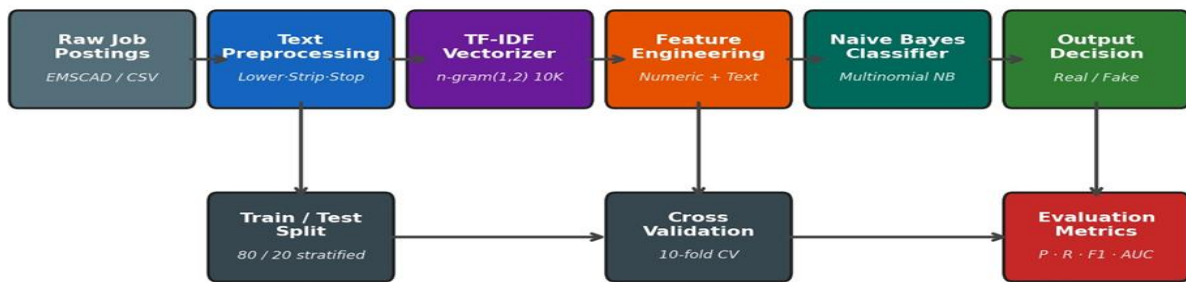 Raw Job
Postings
EMSCAD / CSV
Text
Preprocessing
Lower·Strip·Stop
TF-IDF
Vectorizer
n-gram(1,2) 10K
Feature
Engineering
Numeric + Text
Naive Bayes
Classifier
Multinomial NB
Output
Decision
Real / Fake
Train / Test
Split
80 / 20 stratified
Cross
Validation
10-fold CV
Evaluation
Metrics
P · R · F1 · AUC